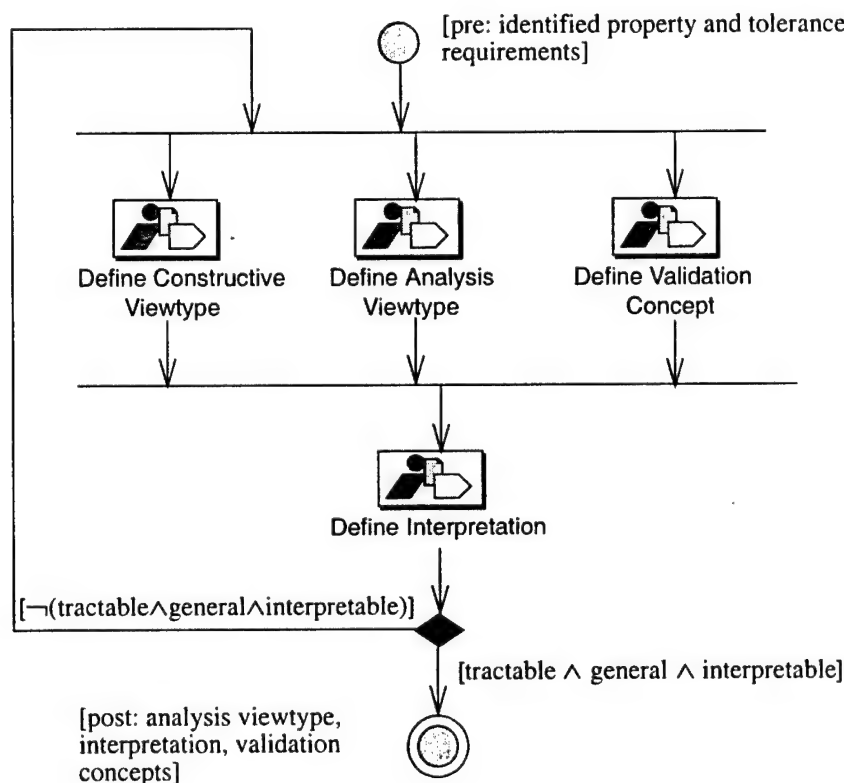 [pre: identified property and tolerance
requirements]
Define Constructive
Viewtype
Define Analysis
Viewtype
Define Validation
Concept
Define Interpretation
[¬(tractable∧general∧interpretable)]
[tractable ∧ general ∧ interpretable]
[post: analysis viewtype,
interpretation, validation
concepts]